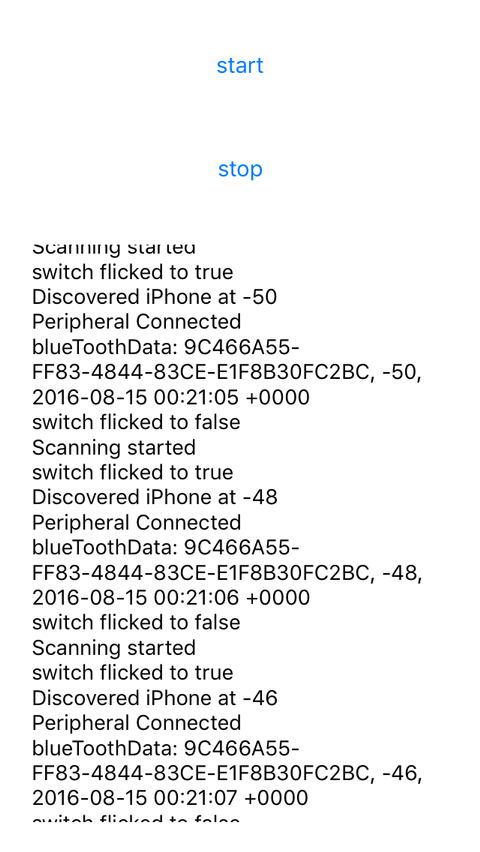 start
stop
Scanning started
switch flicked to true
Discovered iPhone at -50
Peripheral Connected
blueToothData: 9C466A55-
FF83-4844-83CE-E1F8B30FC2BC, -50,
2016-08-15 00:21:05 +0000
switch flicked to false
Scanning started
switch flicked to true
Discovered iPhone at -48
Peripheral Connected
blueToothData: 9C466A55-
FF83-4844-83CE-E1F8B30FC2BC, -48,
2016-08-15 00:21:06 +0000
switch flicked to false
Scanning started
switch flicked to true
Discovered iPhone at -46
Peripheral Connected
blueToothData: 9C466A55-
FF83-4844-83CE-E1F8B30FC2BC, -46,
2016-08-15 00:21:07 +0000
switch flicked to false